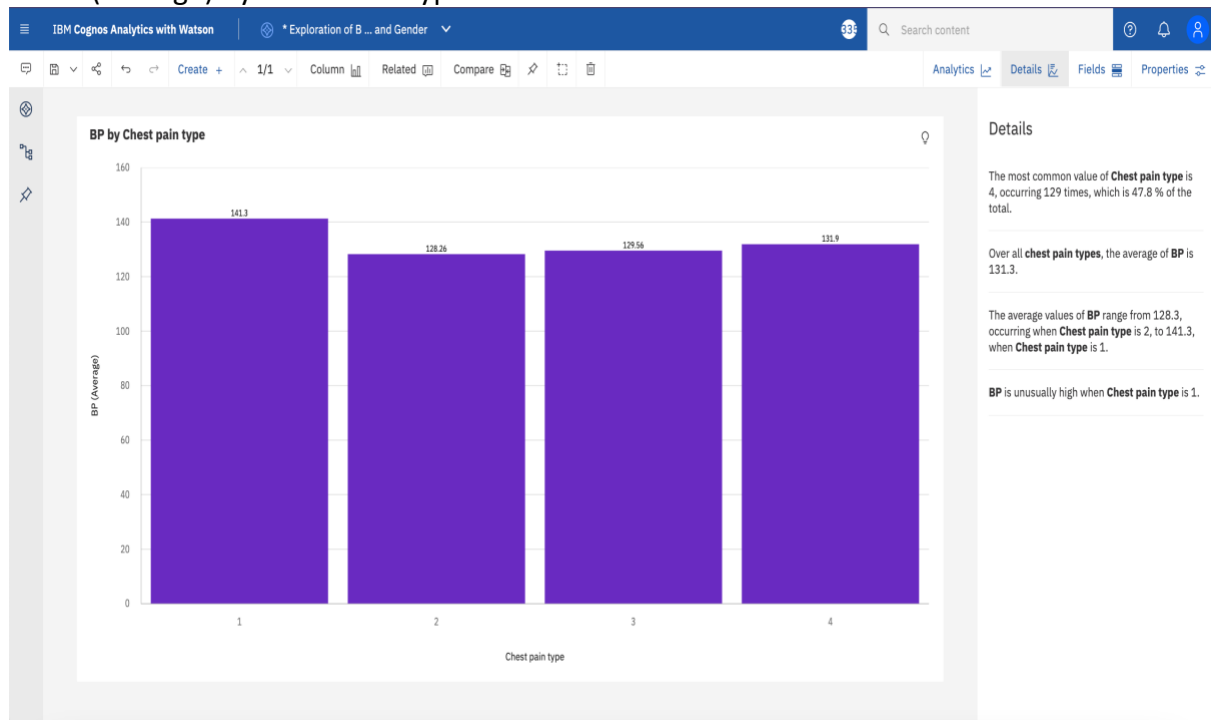 IBM Cognos Analytics with Watson
* Exploration of B ... and Gender
Search content
Create +
1/1
Column
Related
Compare
Analytics
Details
Fields
Properties
BP by Chest pain type
160
140
120
100
80
60
40
20
0
BP (Average)
141.3
128.26
129.56
131.9
1
2
3
4
Chest pain type
Details
The most common value of Chest pain type is
4, occurring 129 times, which is 47.8 % of the
total.
Over all chest pain types, the average of BP is
131.3.
The average values of BP range from 128.3,
occurring when Chest pain type is 2, to 141.3,
when Chest pain type is 1.
BP is unusually high when Chest pain type is 1.